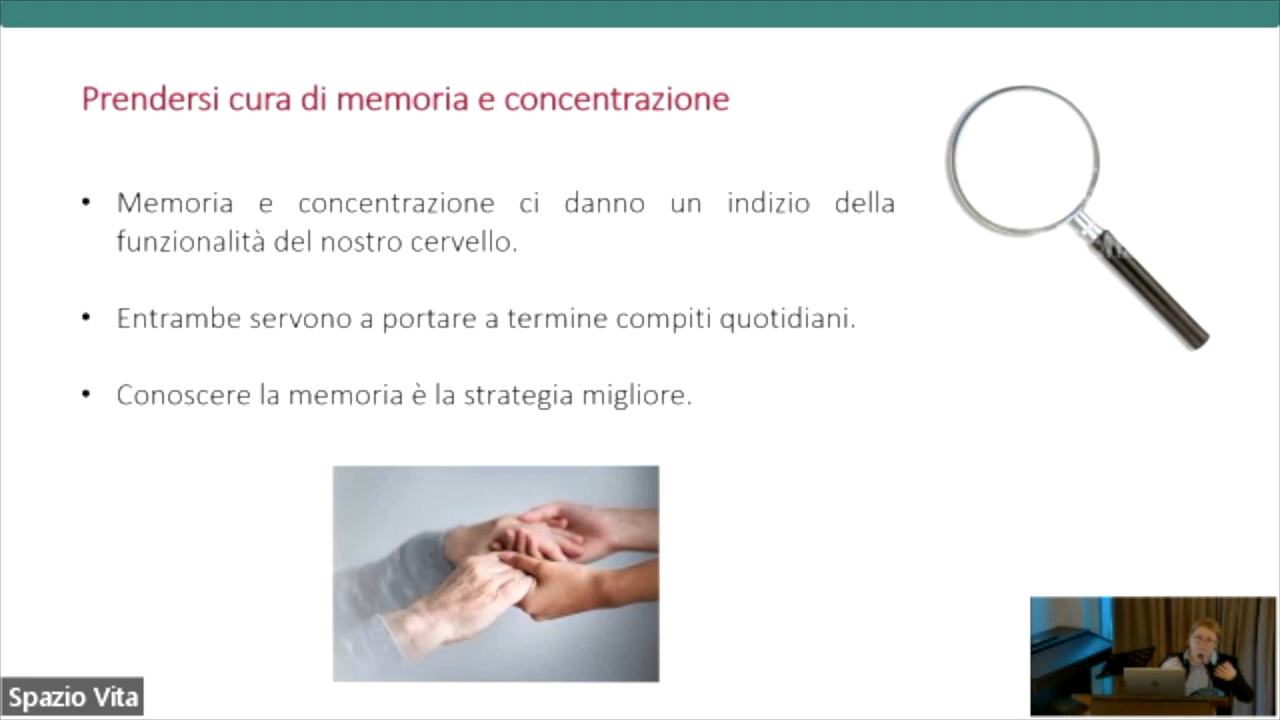 Prendersi cura di memoria e concentrazione
• Memoria e concentrazione ci danno un indizio della
funzionalità del nostro cervello.
• Entrambe servono a portare a termine compiti quotidiani.
• Conoscere la memoria è la strategia migliore.
Spazio Vita